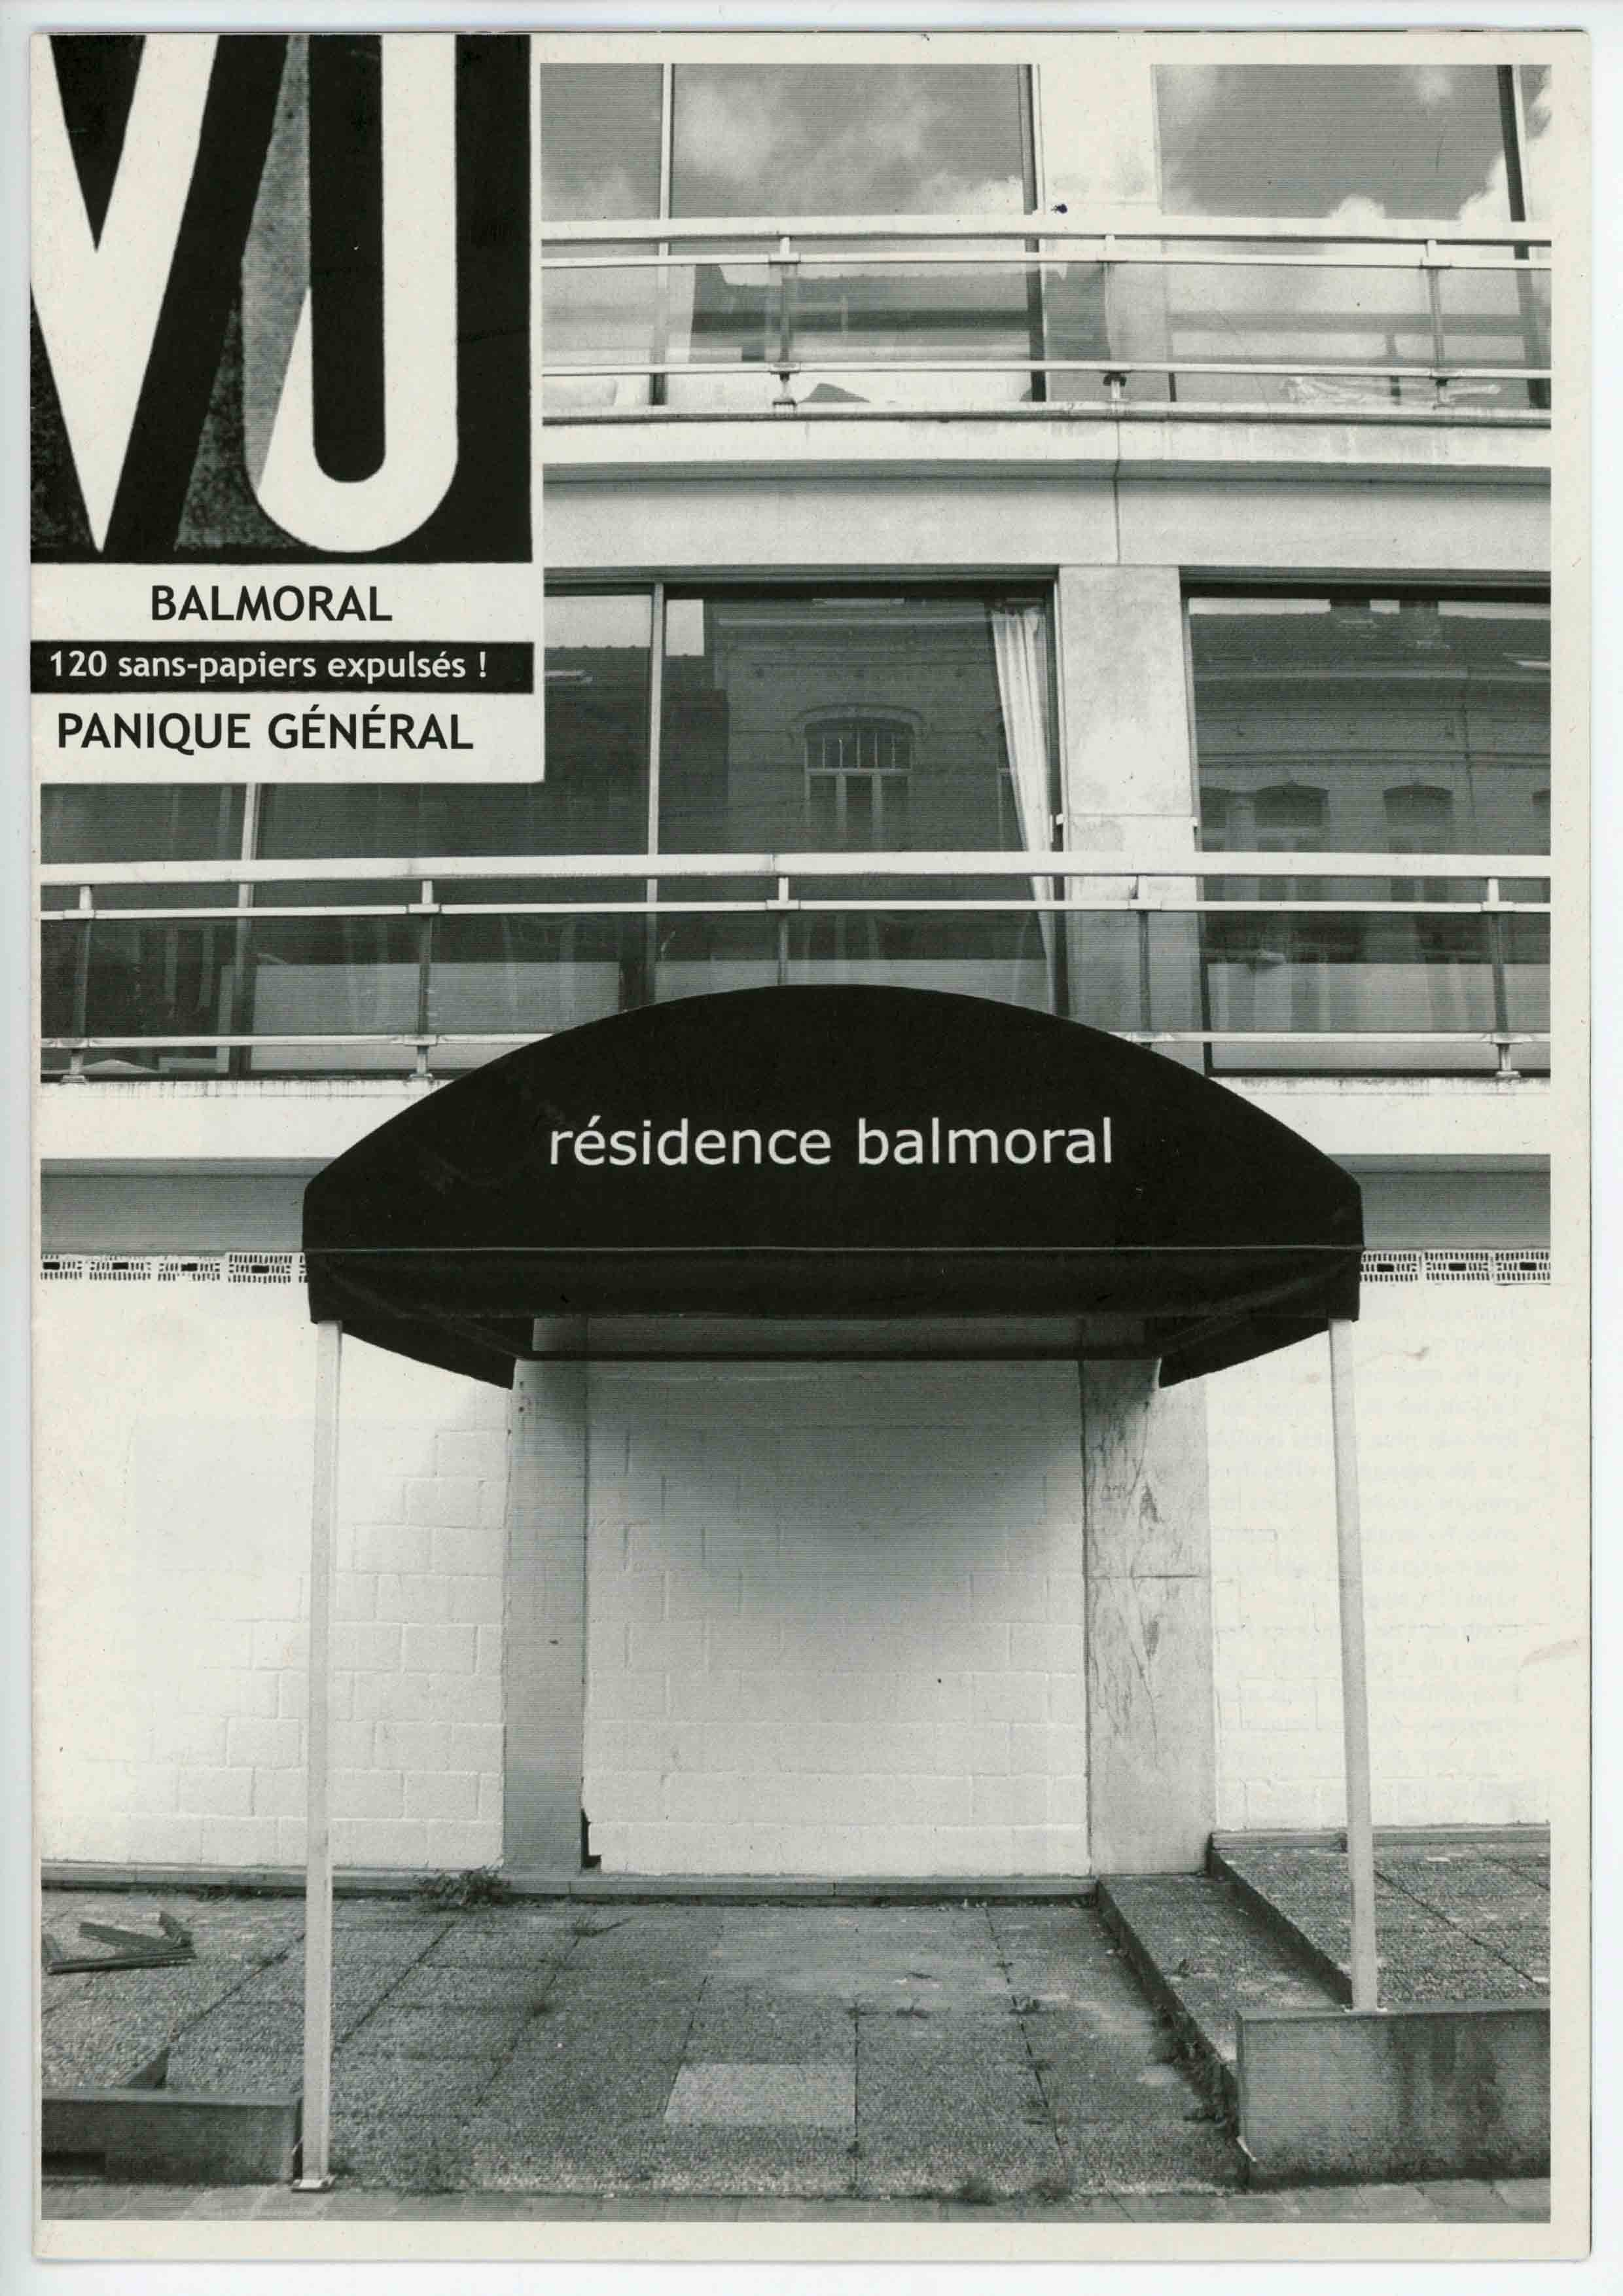 VU
BALMORAL
120 sans-papiers expulsés !
PANIQUE GÉNÉRAL
résidence balmoral